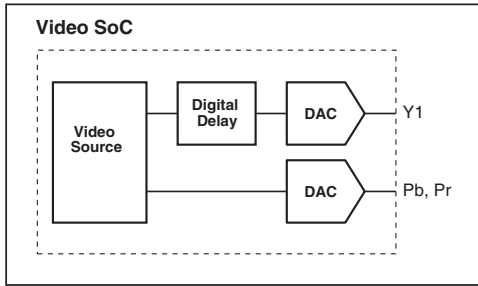 Video SoC
Video
Source
Digital
Delay
DAC
Y1
DAC
Pb, Pr